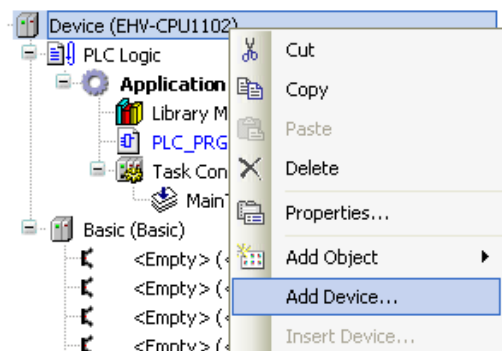 Device (EHV-CPU1102)
PLC Logic
Application
Library M
PLC_PRG
Task Con
Main
Basic (Basic)
<Empty> (
<Empty> (
<Empty> (
<Empty> (
Cut
Copy
Paste
Delete
Properties...
Add Object
Add Device...
Insert Device...